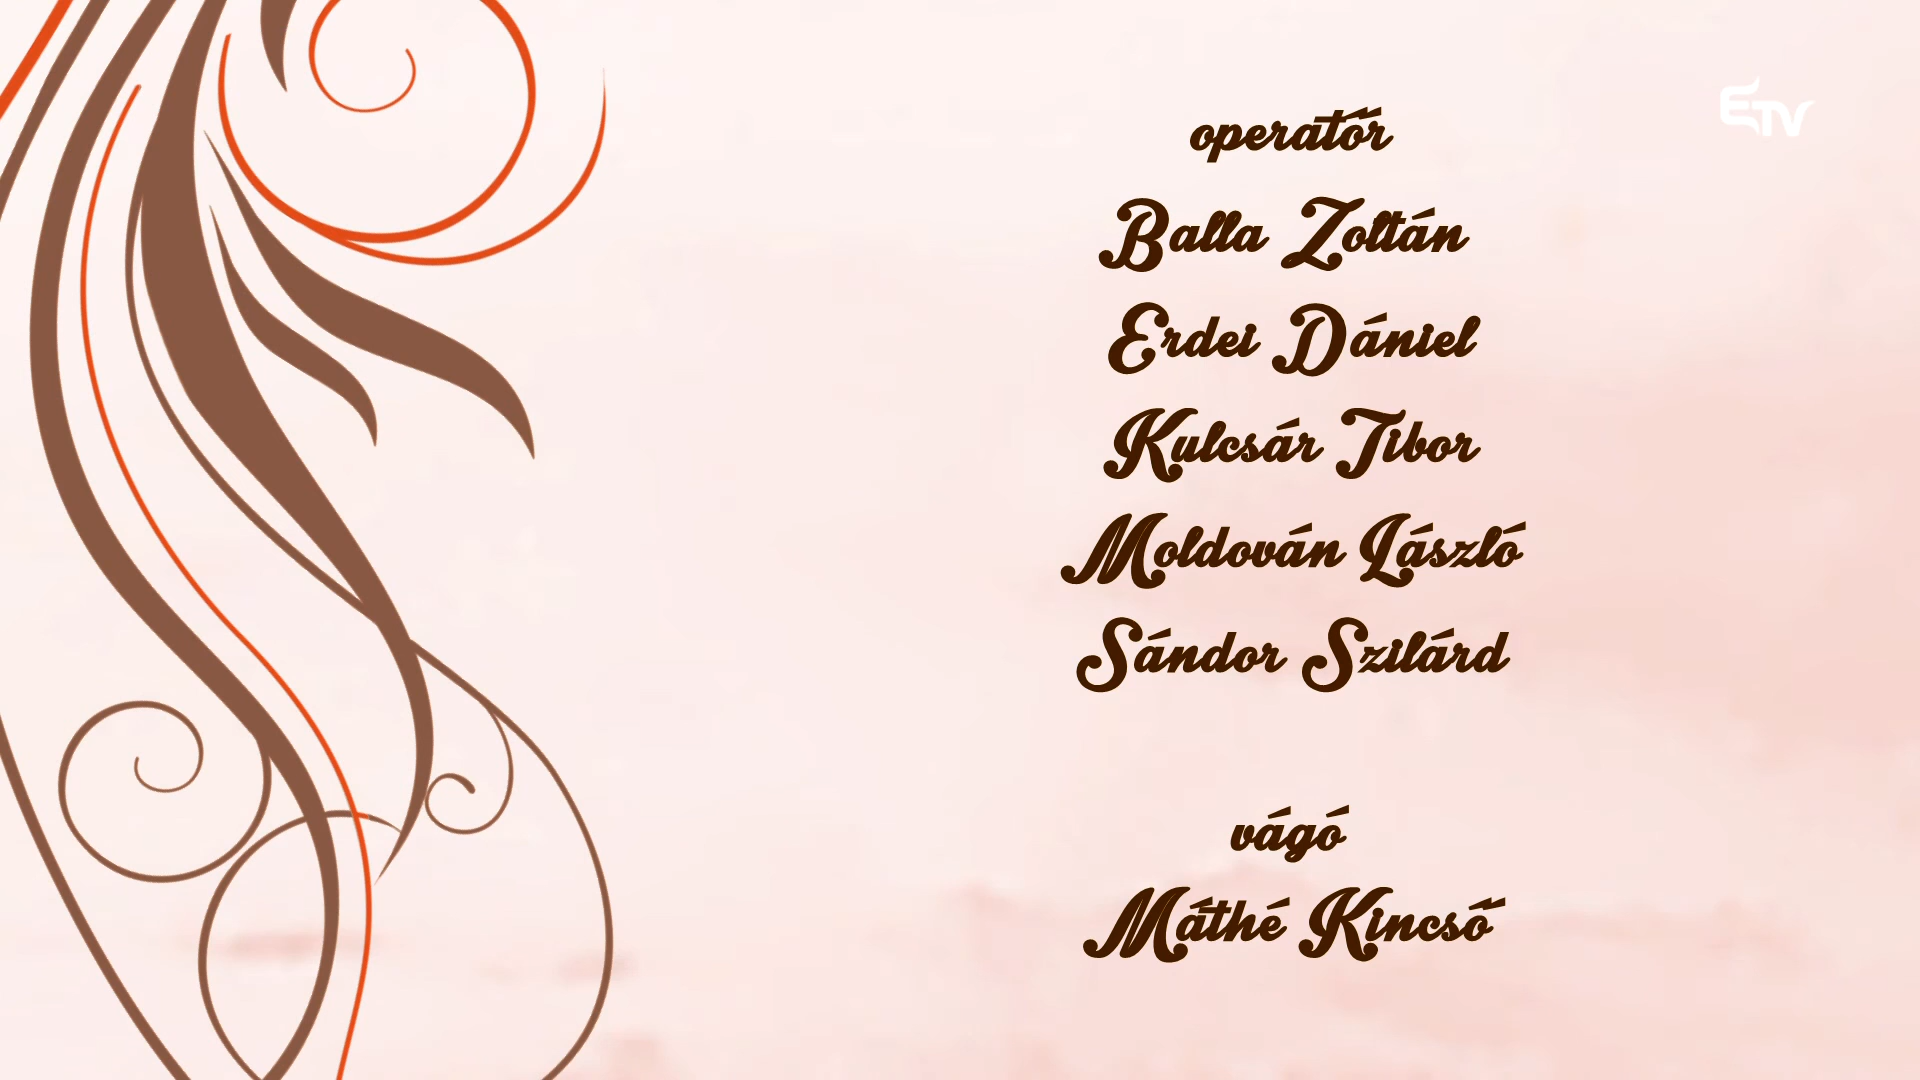 ETV
operatőr
Balla Zoltán
Erdei Dániel
Kulcsár Tibor
Moldován László
Sándor Szilárd
vágó
Máthé Kincső